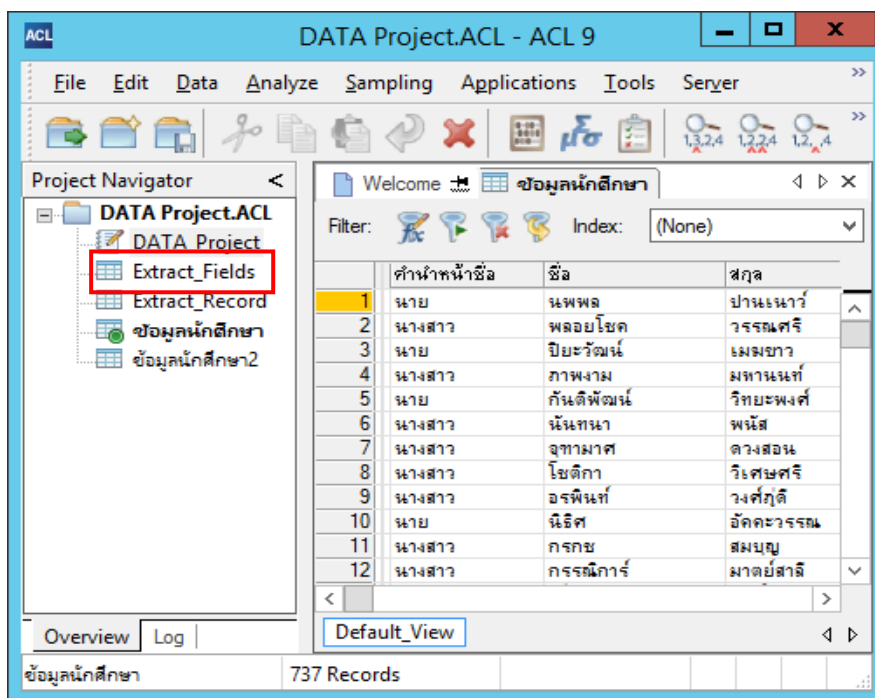 ACL DATA Project.ACL - ACL 9
File Edit Data Analyze Sampling Applications Tools Server
Project Navigator
DATA Project.ACL
DATA_Project
Extract_Fields
Extract_Record
ข้อมูลนักศึกษา
ข้อมูลนักศึกษา2
Overview Log
Welcome ข้อมูลนักศึกษา
Filter: Index: (None)
คำนำหน้าชื่อ ชื่อ สกุล
1 นาย นพพล ปานเนาว์
2 นางสาว พลอยโชค วรรณศรี
3 นาย ปิยะวัฒน์ เมฆขาว
4 นางสาว ภาพงาม มหานนท์
5 นาย กันติพัฒน์ วิทยะพงศ์
6 นางสาว นันทนา พนัส
7 นางสาว จุฑามาศ ดวงสอน
8 นางสาว โชติกา วิเศษศรี
9 นางสาว อรพินท์ วงศ์ภูดี
10 นาย นิธิศ อัคคะวรรณ
11 นางสาว กรกช สมบุญ
12 นางสาว กรรณิการ์ มาตย์สาลี
Default_View
ข้อมูลนักศึกษา 737 Records